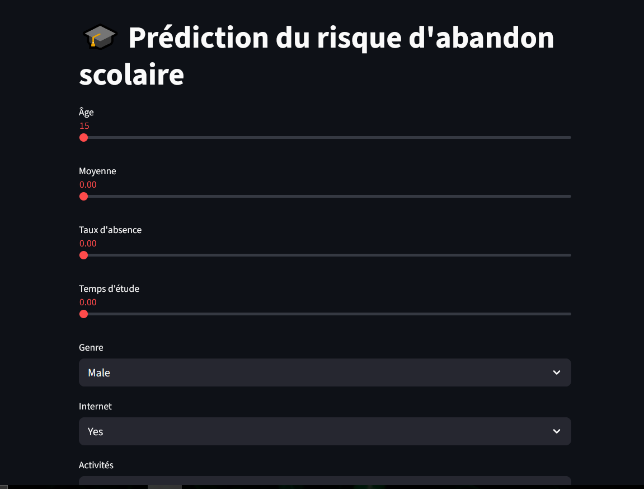 🎓 Prédiction du risque d'abandon
scolaire
Âge
15
Moyenne
0.00
Taux d'absence
0.00
Temps d'étude
0.00
Genre
Male
Internet
Yes
Activités